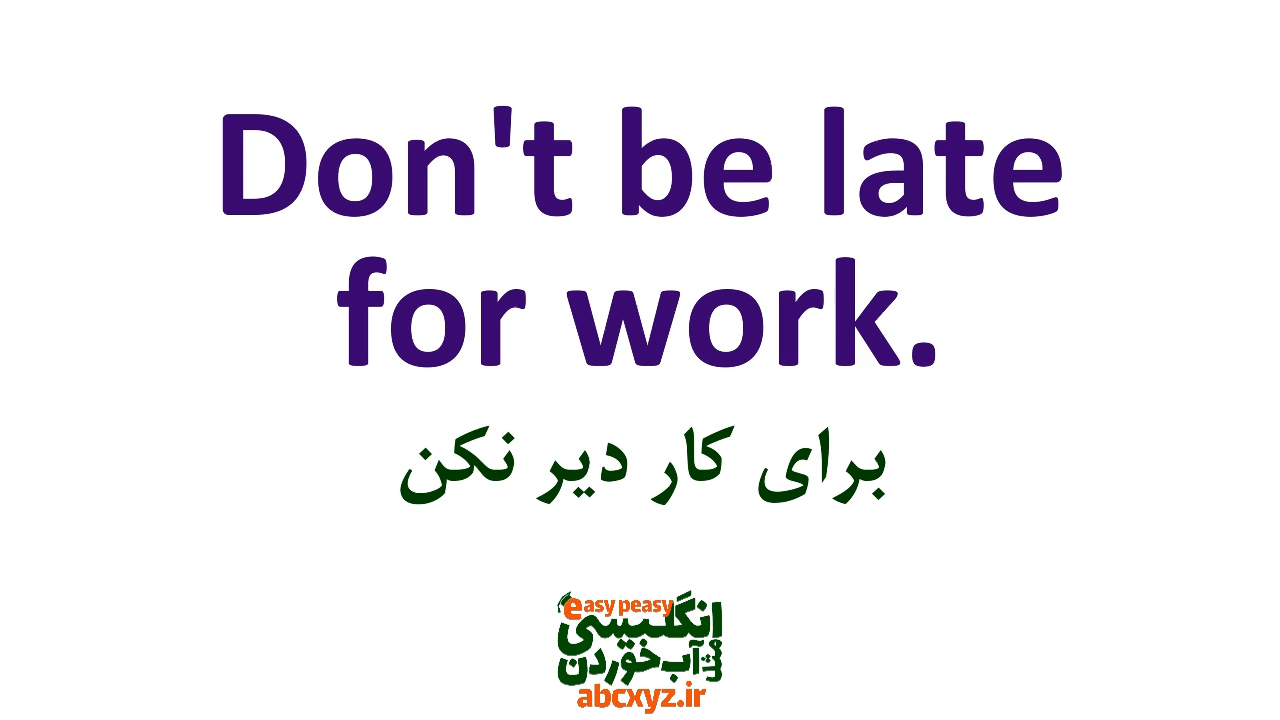 Don't be late
for work.
برای کار دیر نکن
easy peasy
انگلیسی
مثل آب خوردن
abcxyz.ir